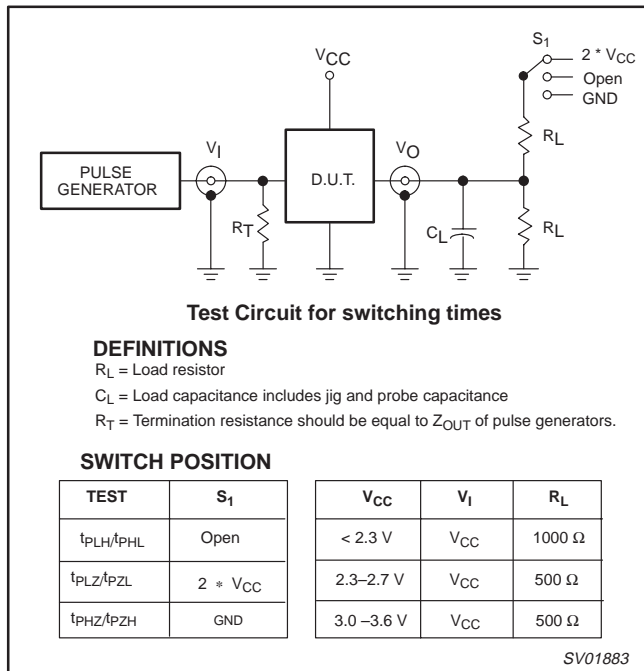 S1
2 * VCC
VCC
Open
GND
VI
VO
RL
PULSE
GENERATOR
D.U.T.
RT
CL
RL
Test Circuit for switching times
DEFINITIONS
RL = Load resistor
CL = Load capacitance includes jig and probe capacitance
RT = Termination resistance should be equal to ZOUT of pulse generators.
SWITCH POSITION
TEST S1
tPLH/tPHL Open
tPLZ/tPZL 2 * VCC
tPHZ/tPZH GND
VCC VI RL
< 2.3 V VCC 1000 Ω
2.3–2.7 V VCC 500 Ω
3.0 –3.6 V VCC 500 Ω
SV01883